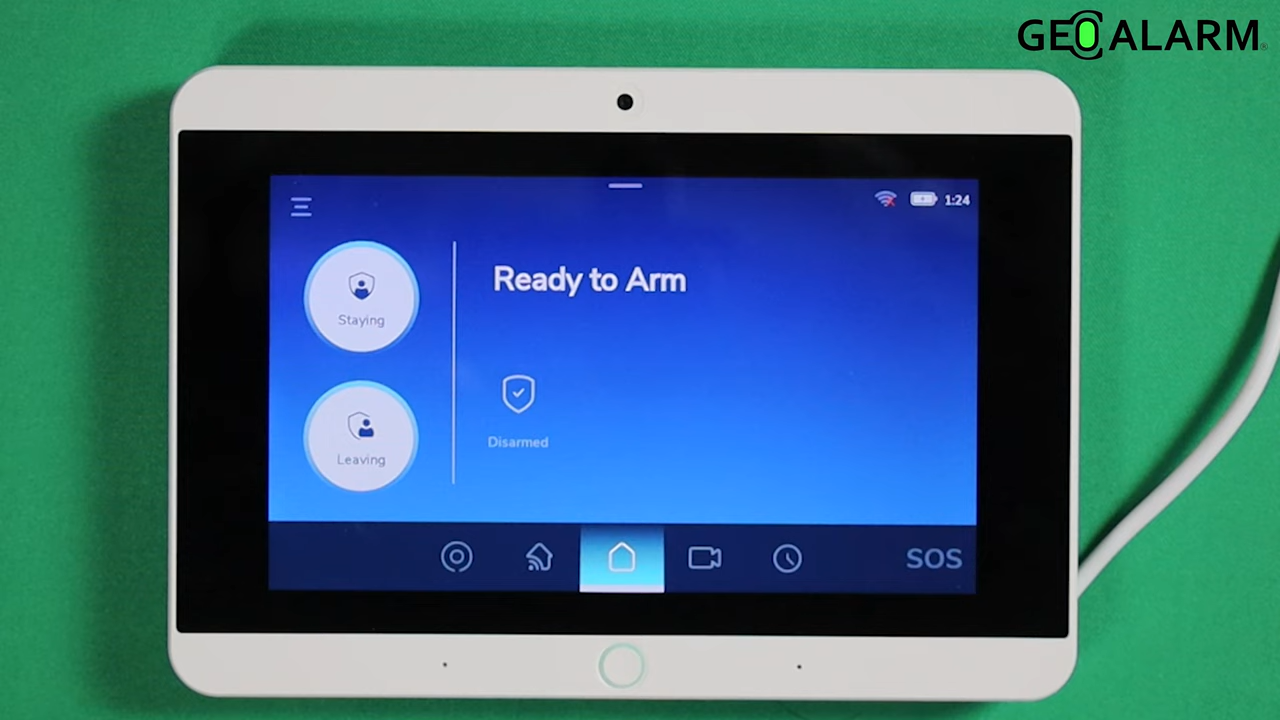 GEOALARM®
1:24
Ready to Arm
Staying
Disarmed
Leaving
SOS